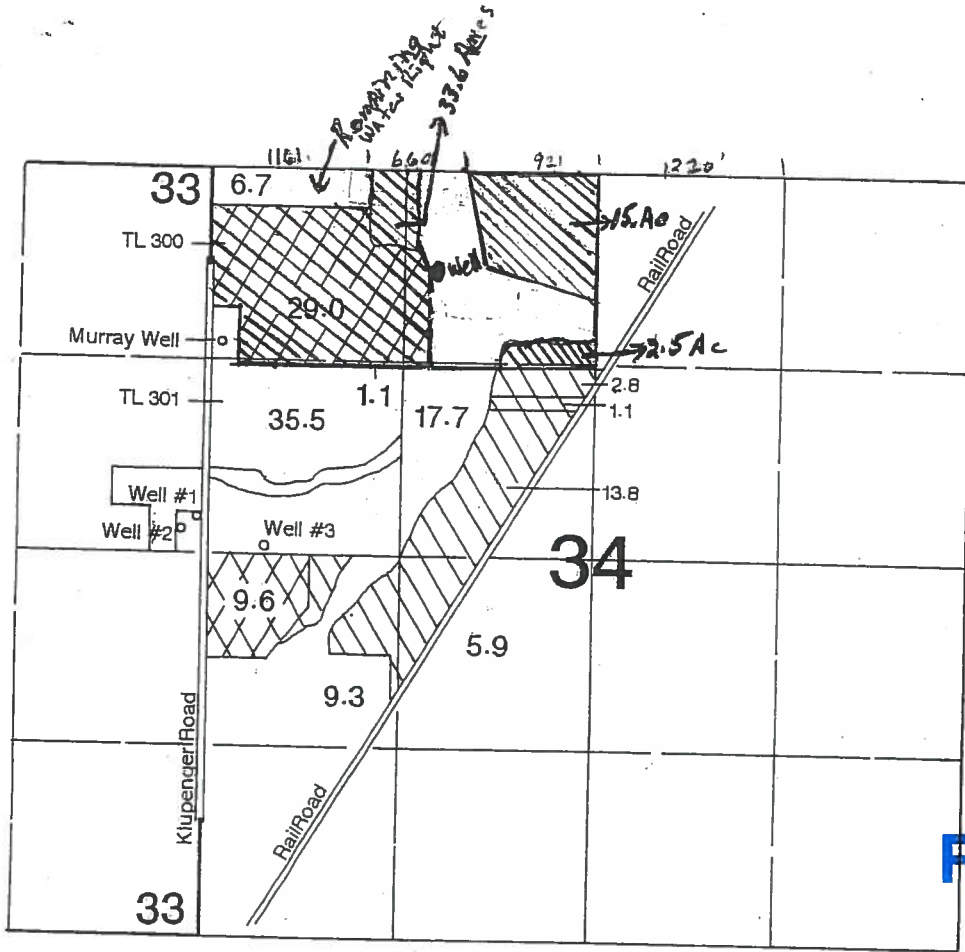 Remaining
Water Right
33.6 Acres
1161
660
921
1220'
33
6.7
15.Ac
TL 300
RailRoad
Well
29.0
Murray Well
2.5 Ac
TL 301
1.1
2.8
35.5
17.7
1.1
Well #1
13.8
Well #2
Well #3
34
9.6
5.9
9.3
Klupenger Road
RailRoad
33